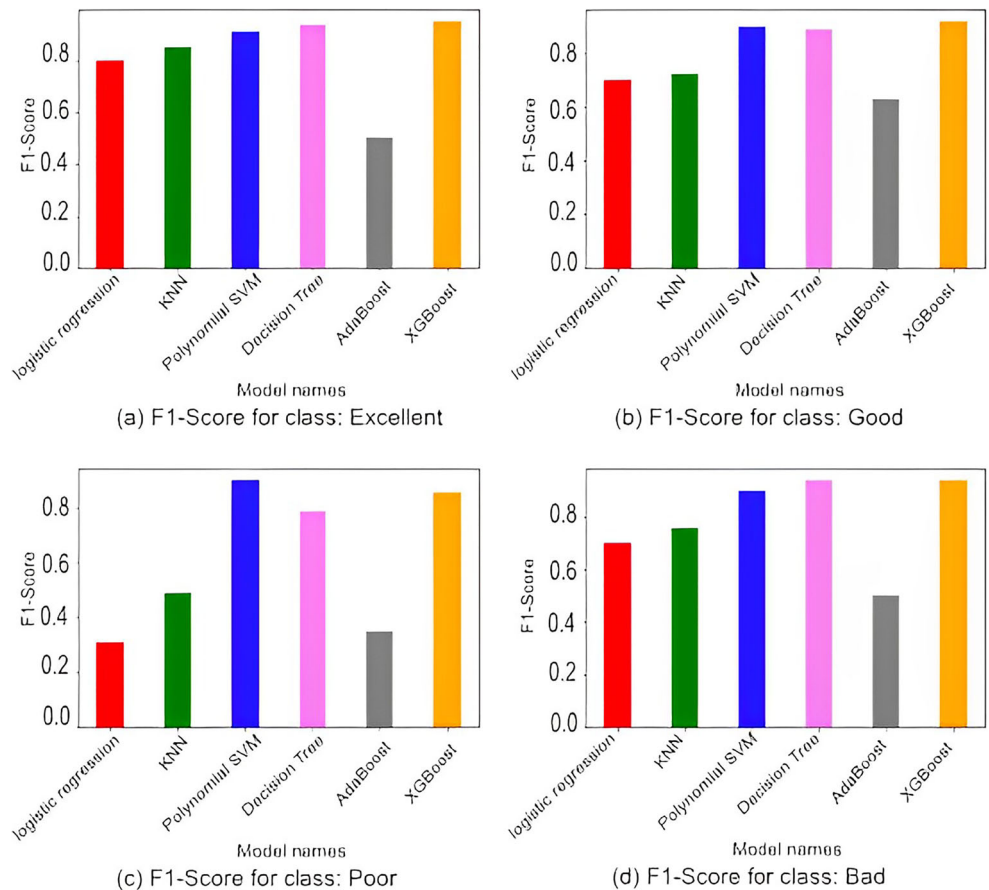 0.8
0.6
0.4
0.2
0.0
F1-Score
logistic regression
KNN
Polynomial SVM
Decision Tree
AdaBoost
XGBoost
Model names
(a) F1-Score for class: Excellent
0.8
0.6
0.4
0.2
0.0
F1-Score
logistic regression
KNN
Polynomial SVM
Decision Tree
AdaBoost
XGBoost
Model names
(b) F1-Score for class: Good
0.8
0.6
0.4
0.2
0.0
F1-Score
logistic regression
KNN
Polynomial SVM
Decision Tree
AdaBoost
XGBoost
Model names
(c) F1-Score for class: Poor
0.8
0.6
0.4
0.2
0.0
F1-Score
logistic regression
KNN
Polynomial SVM
Decision Tree
AdaBoost
XGBoost
Model names
(d) F1-Score for class: Bad